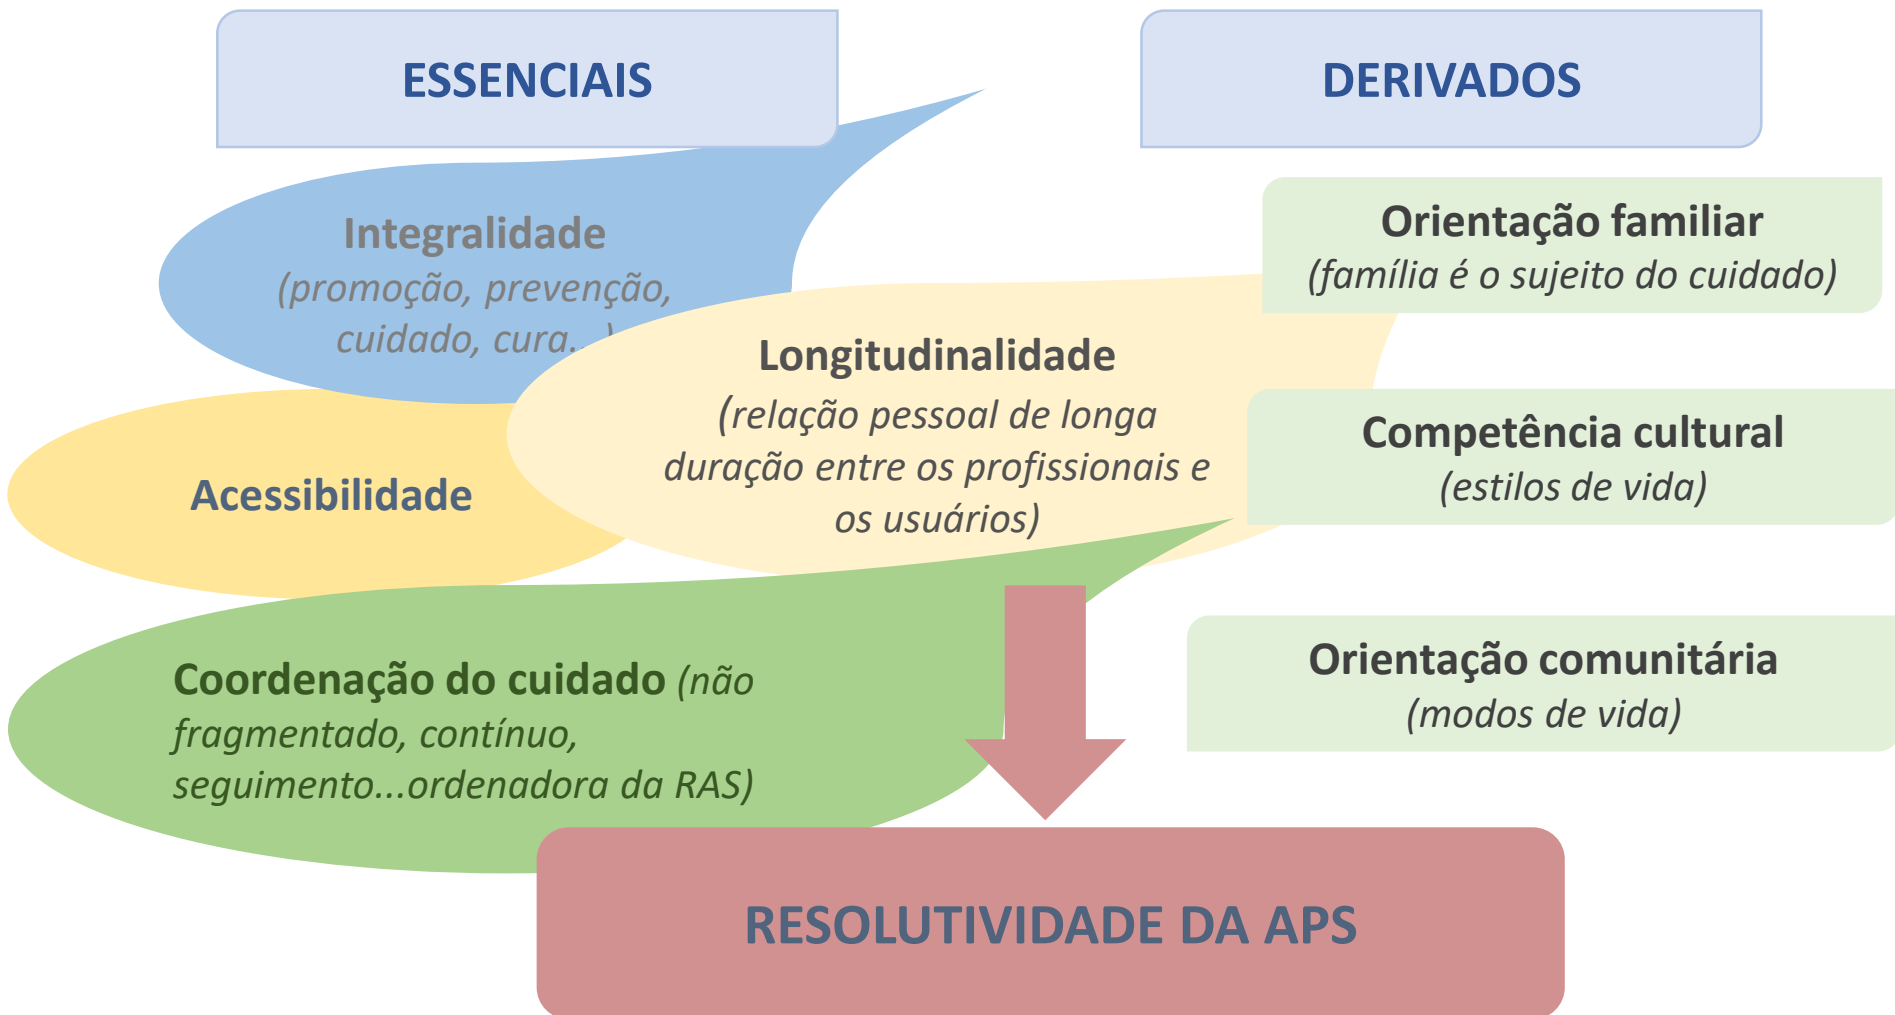 ESSENCIAIS
Integralidade
(promoção, prevenção,
cuidado, cura...)
Acessibilidade
Longitudinalidade
(relação pessoal de longa
duração entre os profissionais e
os usuários)
Coordenação do cuidado (não
fragmentado, contínuo,
seguimento...ordenadora da RAS)
DERIVADOS
Orientação familiar
(família é o sujeito do cuidado)
Competência cultural
(estilos de vida)
Orientação comunitária
(modos de vida)
RESOLUTIVIDADE DA APS